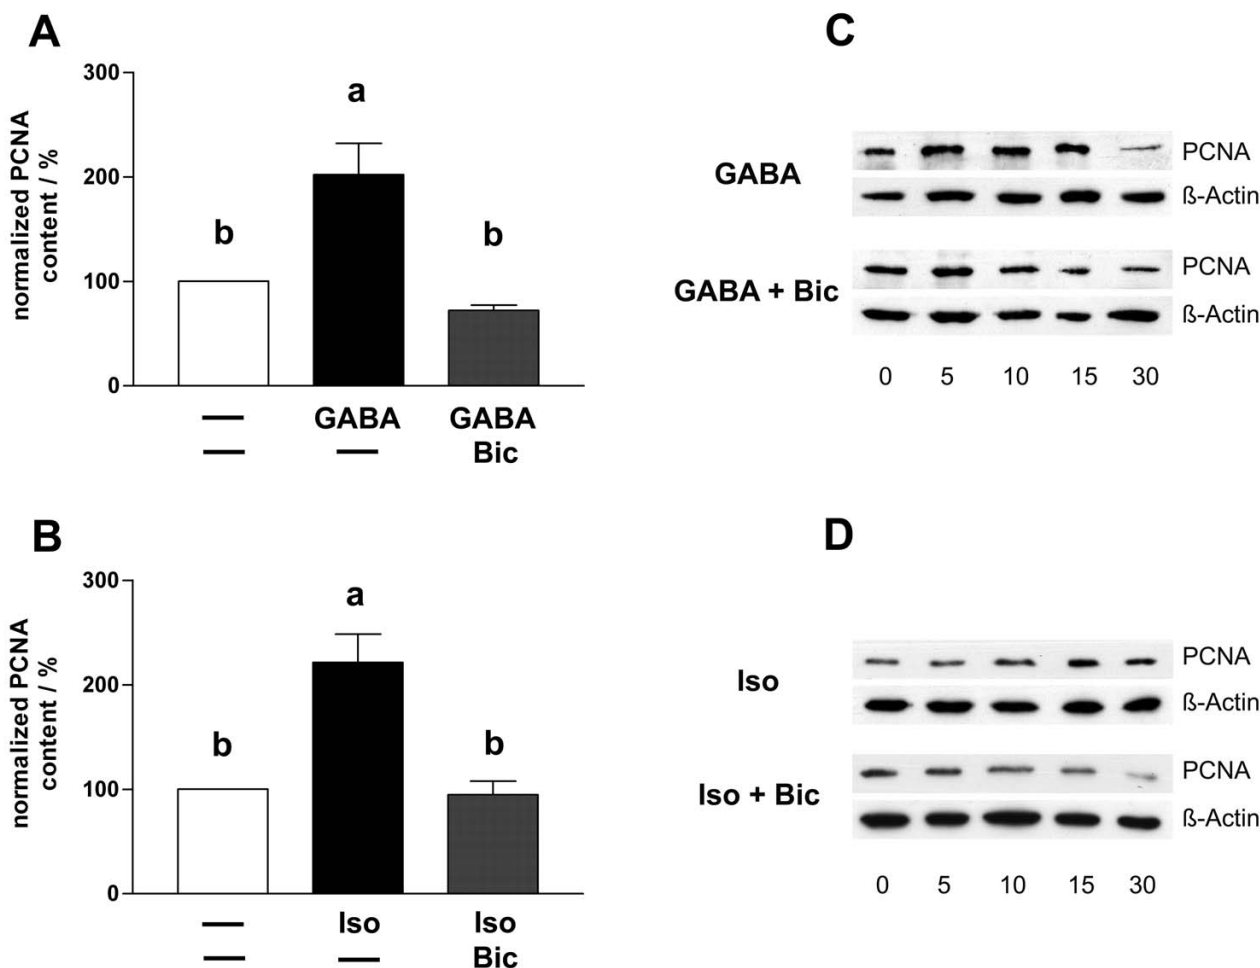 A
normalized PCNA
content / %
300
200
100
0
b
a
b
GABA
GABA
Bic
C
GABA
PCNA
ß-Actin
GABA + Bic
PCNA
ß-Actin
0 5 10 15 30
B
normalized PCNA
content / %
300
200
100
0
b
a
b
Iso
Iso
Bic
D
Iso
PCNA
ß-Actin
Iso + Bic
PCNA
ß-Actin
0 5 10 15 30